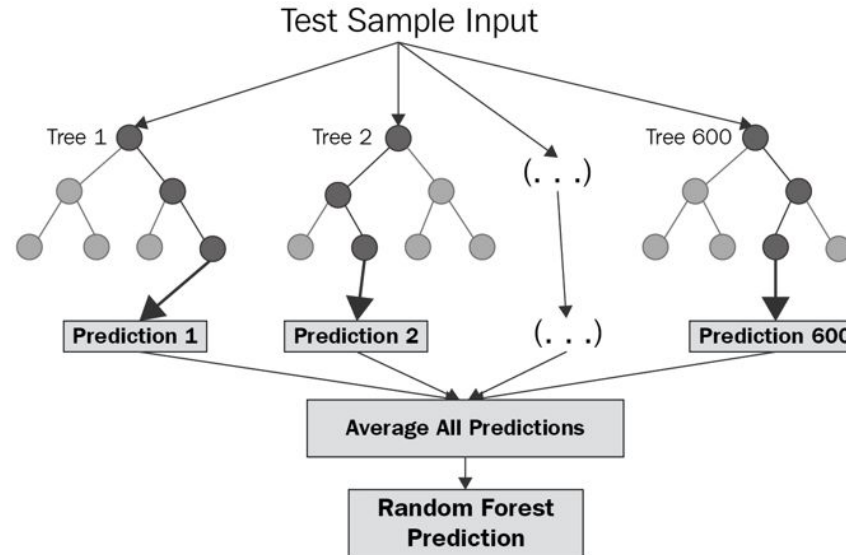 Test Sample Input
Tree 1
Tree 2
Tree 600
(. . .)
Prediction 1
Prediction 2
(. . .)
Prediction 600
Average All Predictions
Random Forest
Prediction